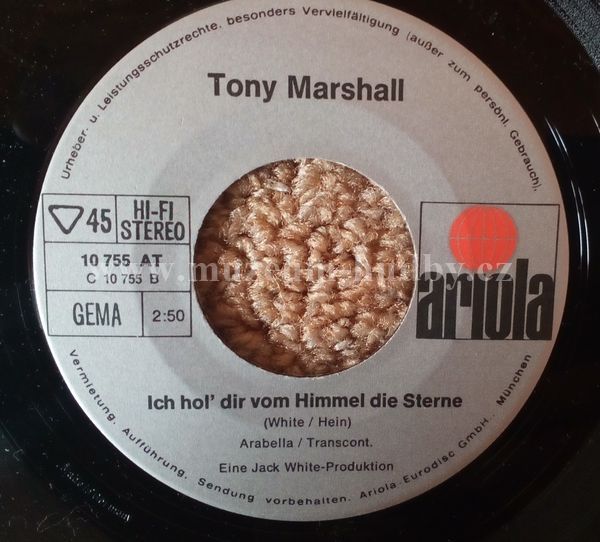 Urheber- u. Leistungsschutzrechte, besonders Vervielfältigung (außer zum persönl. Gebrauch),
Tony Marshall
45
HI-FI
STEREO
10 755 AT
C 10 755 B
GEMA
2:50
ariola
Ich hol' dir vom Himmel die Sterne
(White / Hein)
Arabella / Transcont.
Eine Jack White-Produktion
Vermietung, Aufführung, Sendung vorbehalten. Ariola Eurodisc GmbH., München